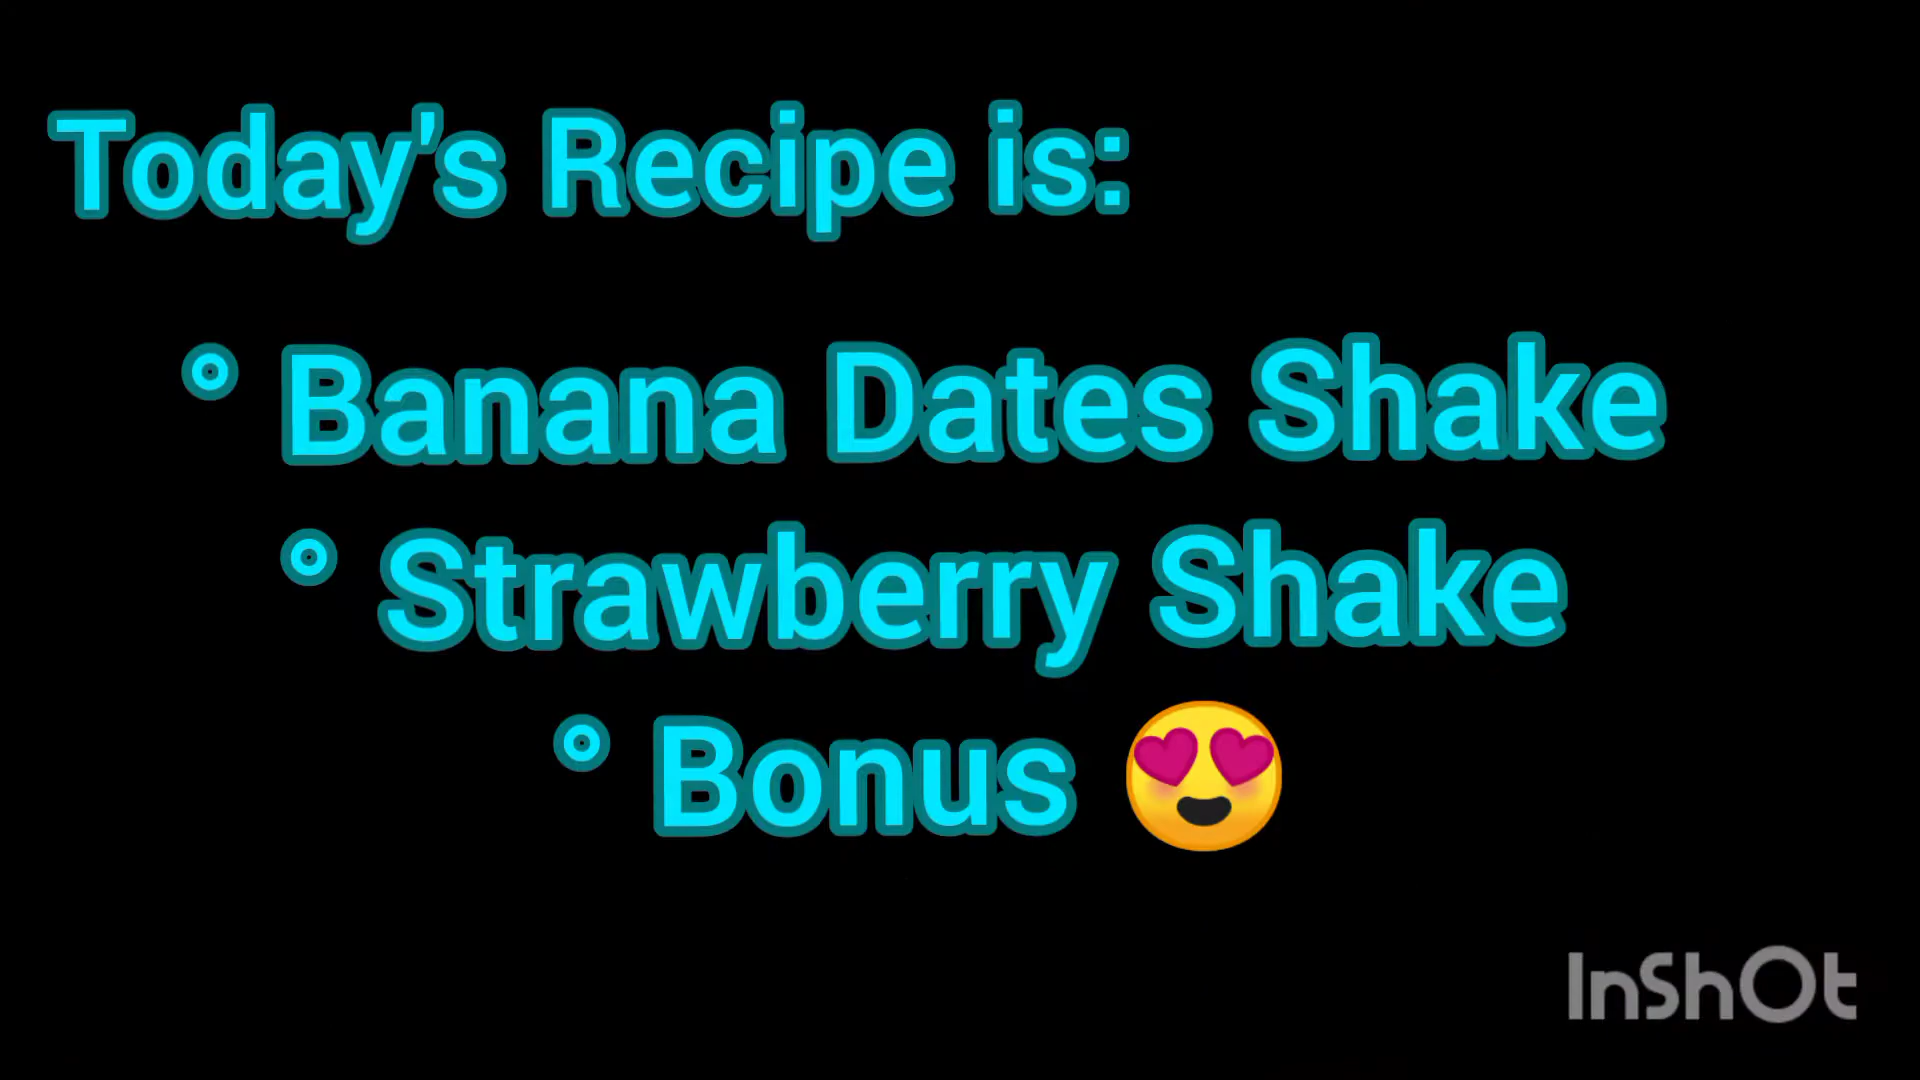 Today's Recipe is:
° Banana Dates Shake
° Strawberry Shake
° Bonus 😍
InShOt